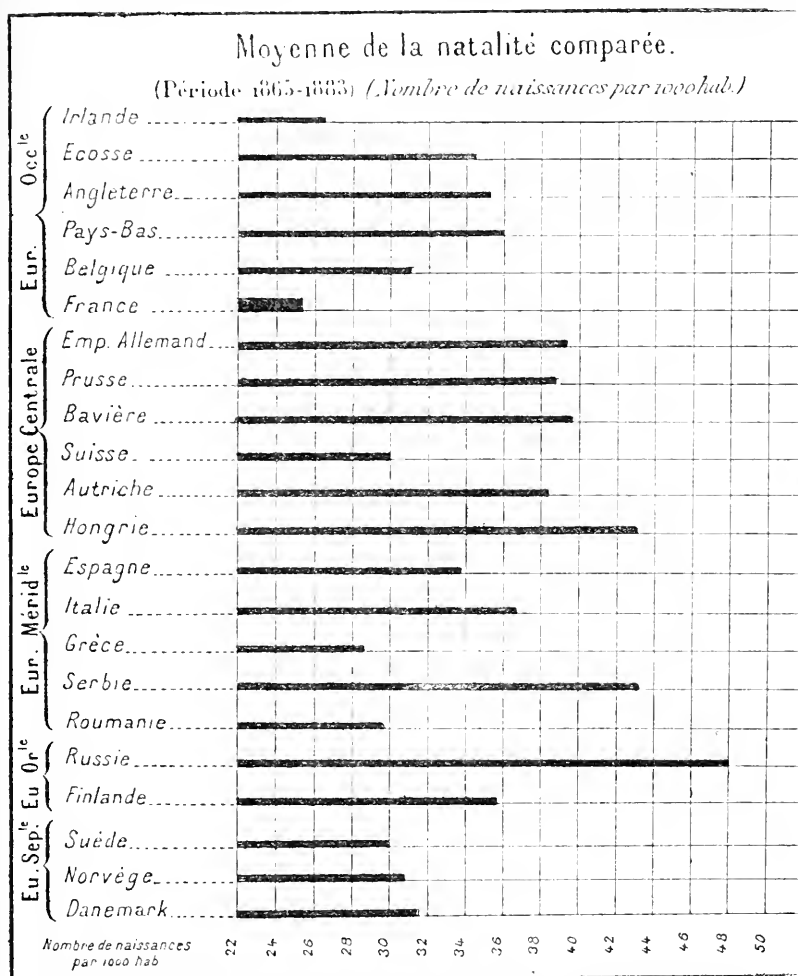 Moyenne de la natalité comparée.
(Période 1865-1883) (Nombre de naissances par 1000 hab.)
Eur. Occ.le
Irlande
Ecosse
Angleterre
Pays-Bas
Belgique
France
Europe Centrale
Emp. Allemand
Prusse
Bavière
Suisse
Autriche
Hongrie
Eur. Mérid.le
Espagne
Italie
Grèce
Serbie
Roumanie
Eu Or.le
Russie
Finlande
Eu. Sep.le
Suède
Norvège
Danemark
Nombre de naissances
par 1000 hab
22 24 26 28 30 32 34 36 38 40 42 44 46 48 50